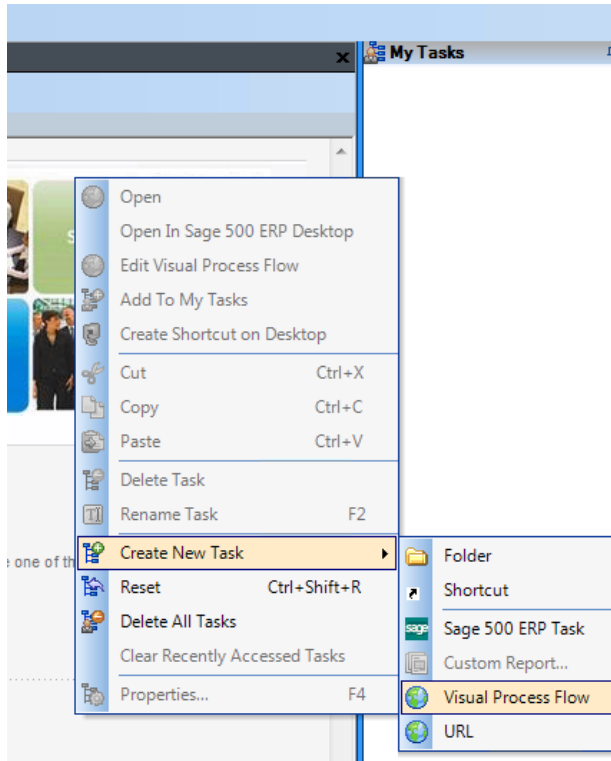 My Tasks
Open
Open In Sage 500 ERP Desktop
Edit Visual Process Flow
Add To My Tasks
Create Shortcut on Desktop
Cut Ctrl+X
Copy Ctrl+C
Paste Ctrl+V
Delete Task
Rename Task F2
e one of th
Create New Task
Reset Ctrl+Shift+R
Delete All Tasks
Clear Recently Accessed Tasks
Properties... F4
Folder
Shortcut
sage Sage 500 ERP Task
Custom Report...
Visual Process Flow
URL